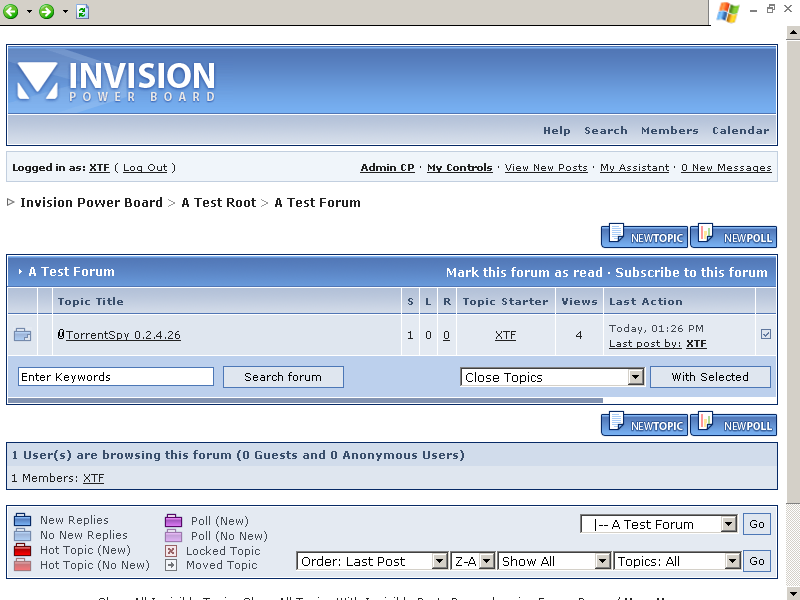 INVISION
POWER BOARD
Help Search Members Calendar
Logged in as: XTF ( Log Out ) Admin CP · My Controls · View New Posts · My Assistant · 0 New Messages
Invision Power Board > A Test Root > A Test Forum
NEWTOPIC NEWPOLL
A Test Forum Mark this forum as read · Subscribe to this forum
Topic Title S L R Topic Starter Views Last Action
TorrentSpy 0.2.4.26 1 0 0 XTF 4 Today, 01:26 PM
Last post by: XTF
Enter Keywords Search forum Close Topics With Selected
NEWTOPIC NEWPOLL
1 User(s) are browsing this forum (0 Guests and 0 Anonymous Users)
1 Members: XTF
New Replies Poll (New) |-- A Test Forum Go
No New Replies Poll (No New)
Hot Topic (New) Locked Topic
Hot Topic (No New) Moved Topic Order: Last Post Z-A Show All Topics: All Go